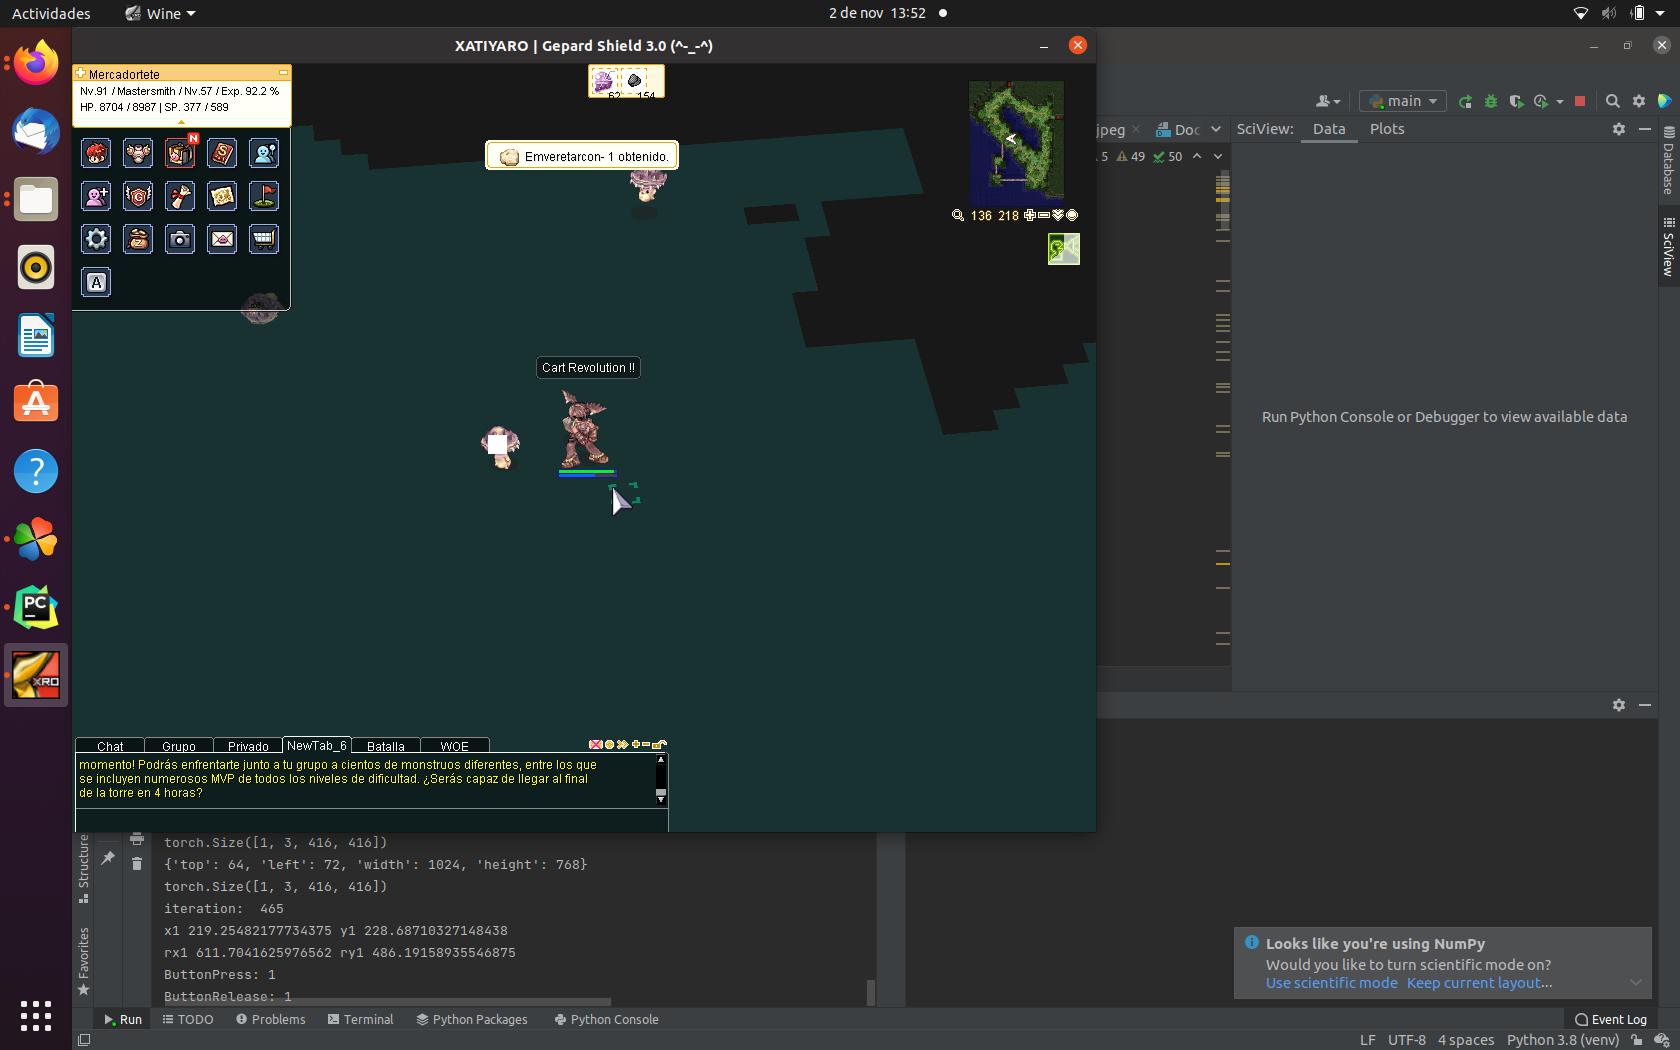 Actividades
Wine
2 de nov 13:52
XATIYARO | Gepard Shield 3.0 (^-_-^)
Mercadortete
Nv.91 / Mastersmith / Nv.57 / Exp. 92.2 %
HP. 8704 / 8987 | SP. 377 / 589
N
A
62 154
Emveretarcon- 1 obtenido.
136 218
Cart Revolution !!
Chat Grupo Privado NewTab_6 Batalla WOE
momento! Podrás enfrentarte junto a tu grupo a cientos de monstruos diferentes, entre los que
se incluyen numerosos MVP de todos los niveles de dificultad. ¿Serás capaz de llegar al final
de la torre en 4 horas?
main
jpeg Doc
SciView: Data Plots
5 49 50
Database
SciView
Run Python Console or Debugger to view available data
PC
XRO
Structure
Favorites
torch.Size([1, 3, 416, 416])
{'top': 64, 'left': 72, 'width': 1024, 'height': 768}
torch.Size([1, 3, 416, 416])
iteration: 465
x1 219.25482177734375 y1 228.68710327148438
rx1 611.7041625976562 ry1 486.19158935546875
ButtonPress: 1
ButtonRelease: 1
Looks like you're using NumPy
Would you like to turn scientific mode on?
Use scientific mode Keep current layout...
Run TODO Problems Terminal Python Packages Python Console
Event Log
LF UTF-8 4 spaces Python 3.8 (venv)